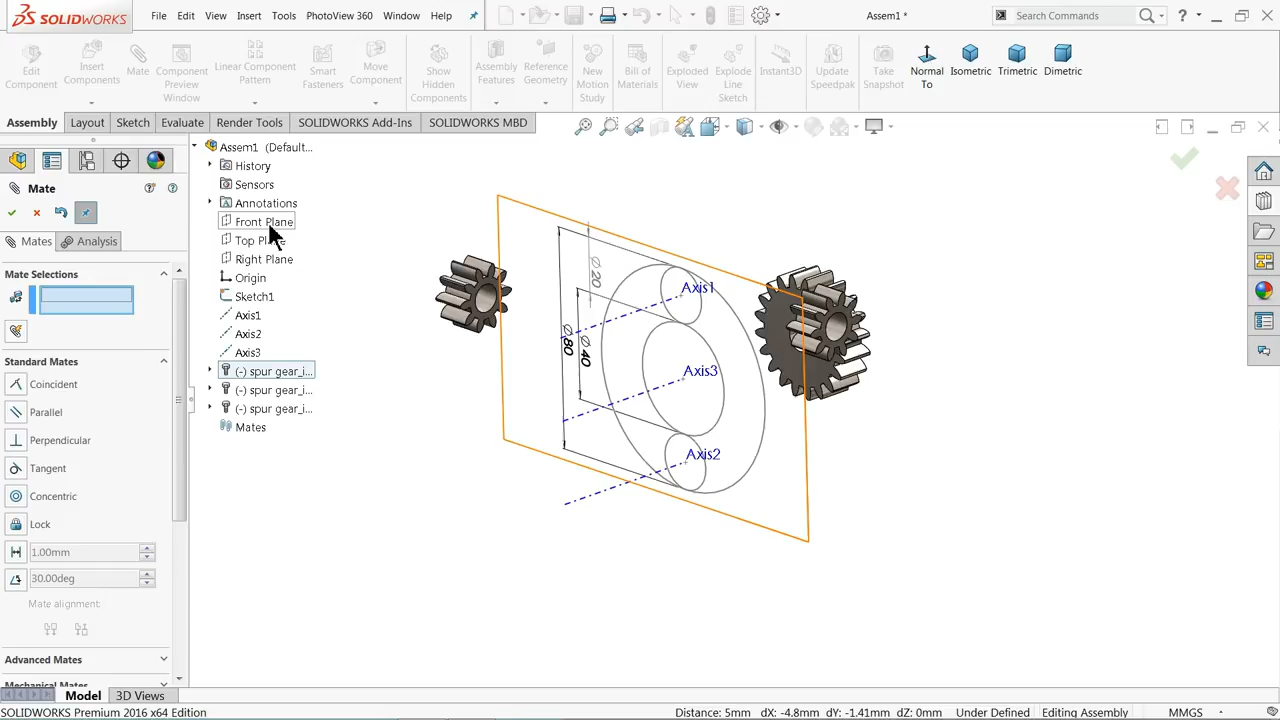 SOLIDWORKS
File Edit View Insert Tools PhotoView 360 Window Help
Assem1 *
Search Commands
?
Edit Component
Insert Components
Mate
Component Preview Window
Linear Component Pattern
Smart Fasteners
Move Component
Show Hidden Components
Assembly Features
Reference Geometry
New Motion Study
Bill of Materials
Exploded View
Explode Line Sketch
Instant3D
Update Speedpak
Take Snapshot
Normal To
Isometric
Trimetric
Dimetric
Assembly Layout Sketch Evaluate Render Tools SOLIDWORKS Add-Ins SOLIDWORKS MBD
Mate
Mates Analysis
Mate Selections
Standard Mates
Coincident
Parallel
Perpendicular
Tangent
Concentric
Lock
1.00mm
30.00deg
Mate alignment:
Advanced Mates
Assem1 (Default...
History
Sensors
Annotations
Front Plane
Right Plane
Origin
Sketch1
Axis1
Axis2
Axis3
(-) spur gear_i...
(-) spur gear_i...
(-) spur gear_i...
Mates
Ø20
Ø80
Ø40
Axis1
Axis3
Axis2
Model 3D Views
SOLIDWORKS Premium 2016 x64 Edition
Distance: 5mm dX: -4.8mm dY: -1.41mm dZ: 0mm Under Defined Editing Assembly MMGS